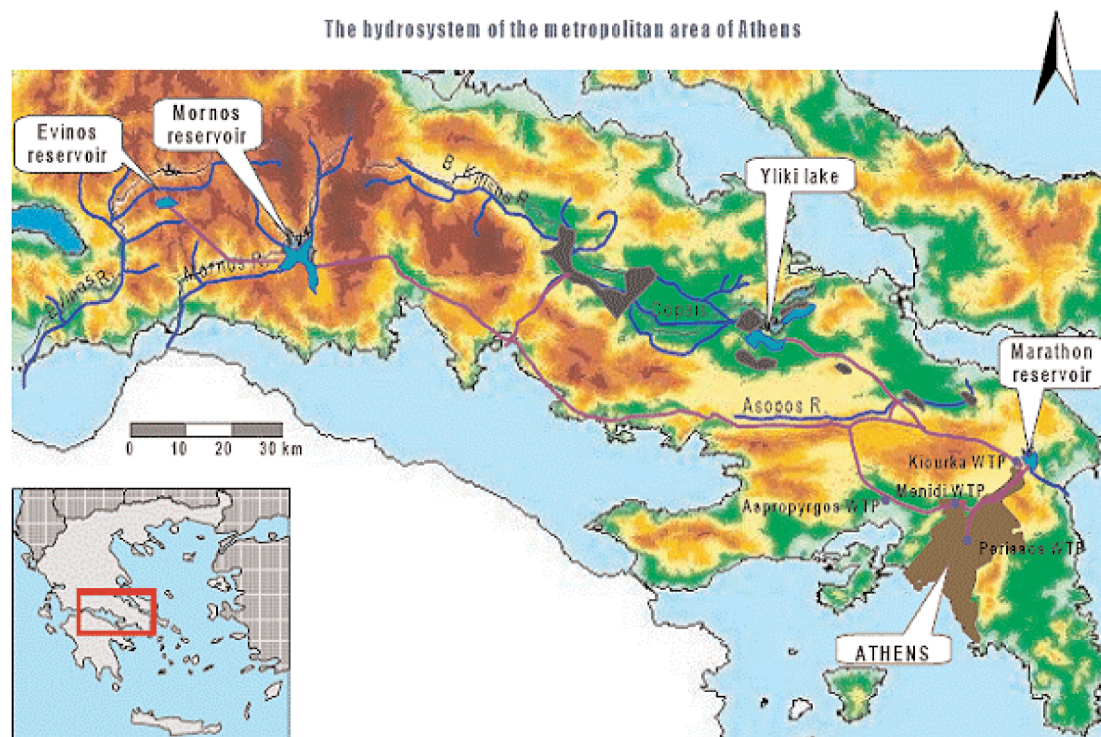 The hydrosystem of the metropolitan area of Athens
Mornos
reservoir
Evinos
reservoir
B. Kifisos R.
Yliki lake
Evinos R.
Mornos R.
Copais
Marathon
reservoir
Asopos R.
0 10 20 30 km
Kiourka WTP
Menidi WTP
Aspropyrgos WTP
Perissos WTP
ATHENS